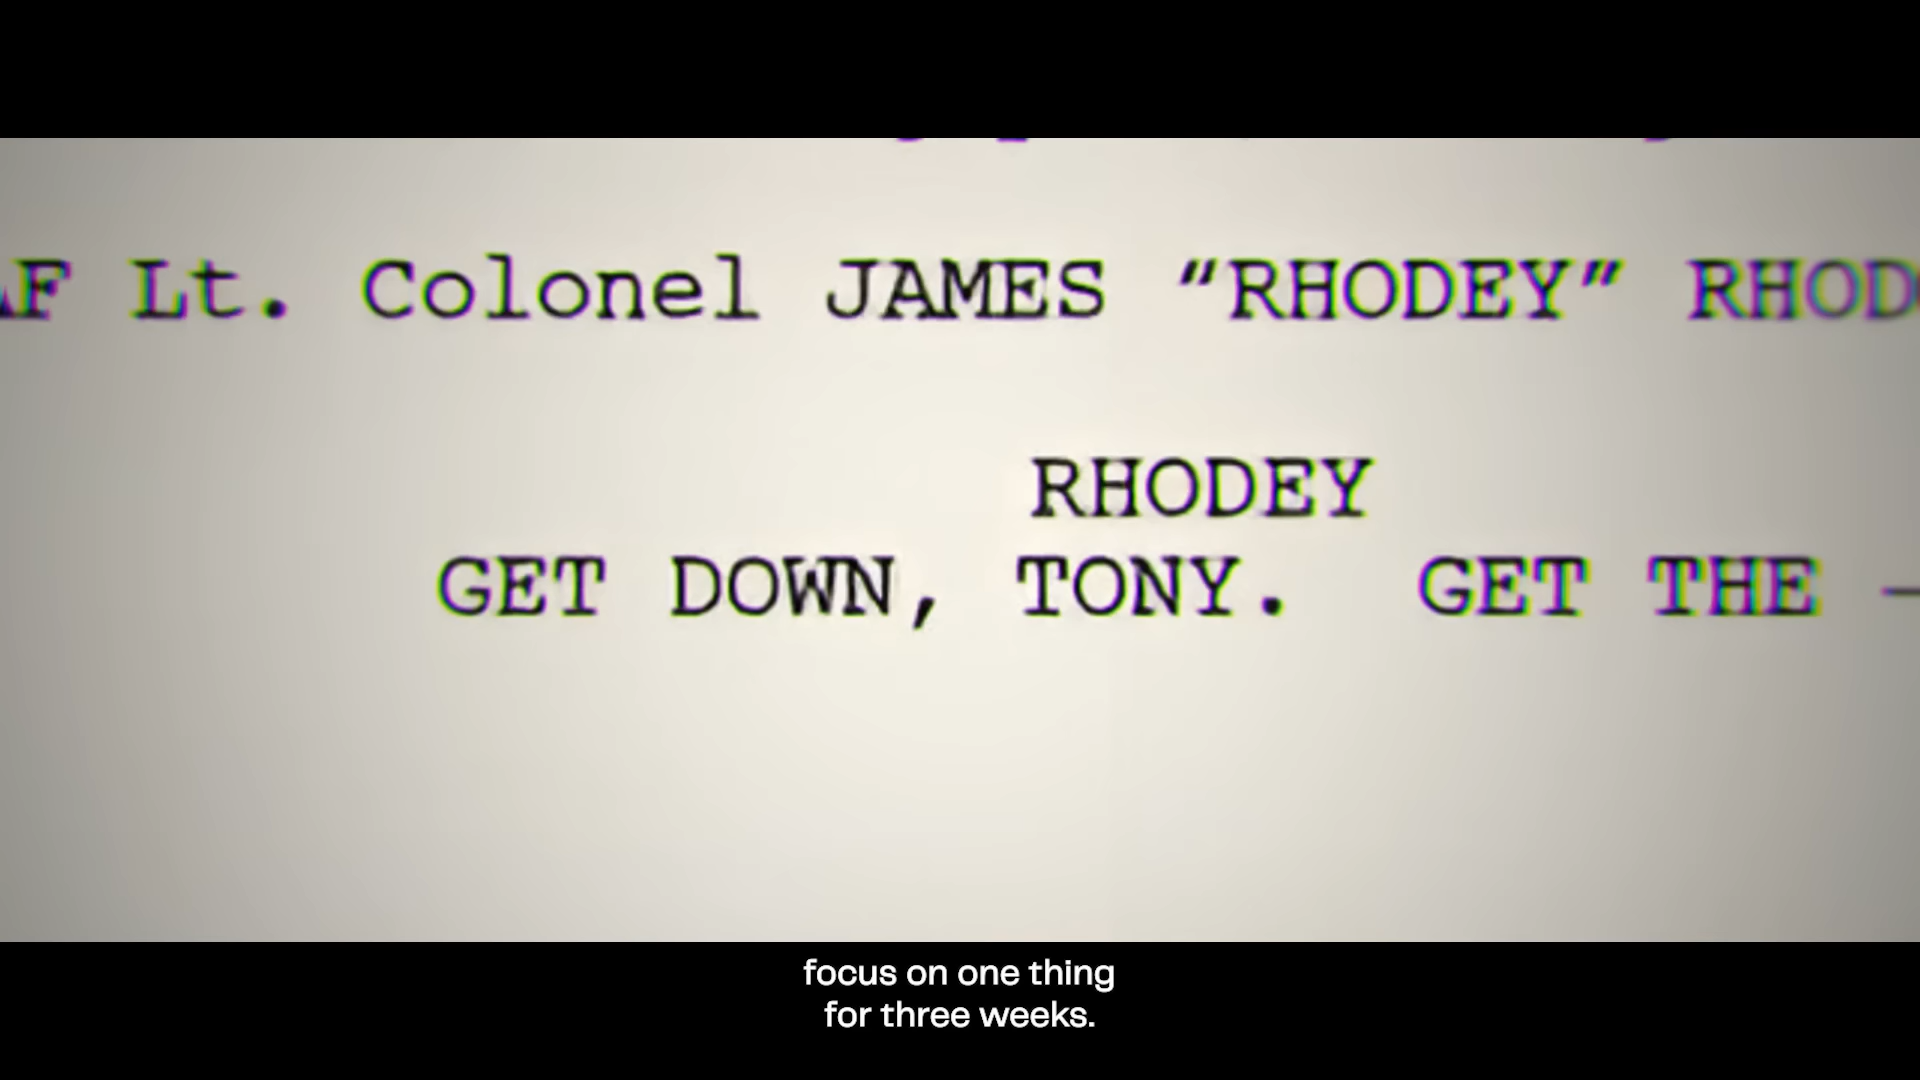 Lt. Colonel JAMES “RHODEY”
RHODEY
GET DOWN, TONY. GET THE —
focus on one thing
for three weeks.